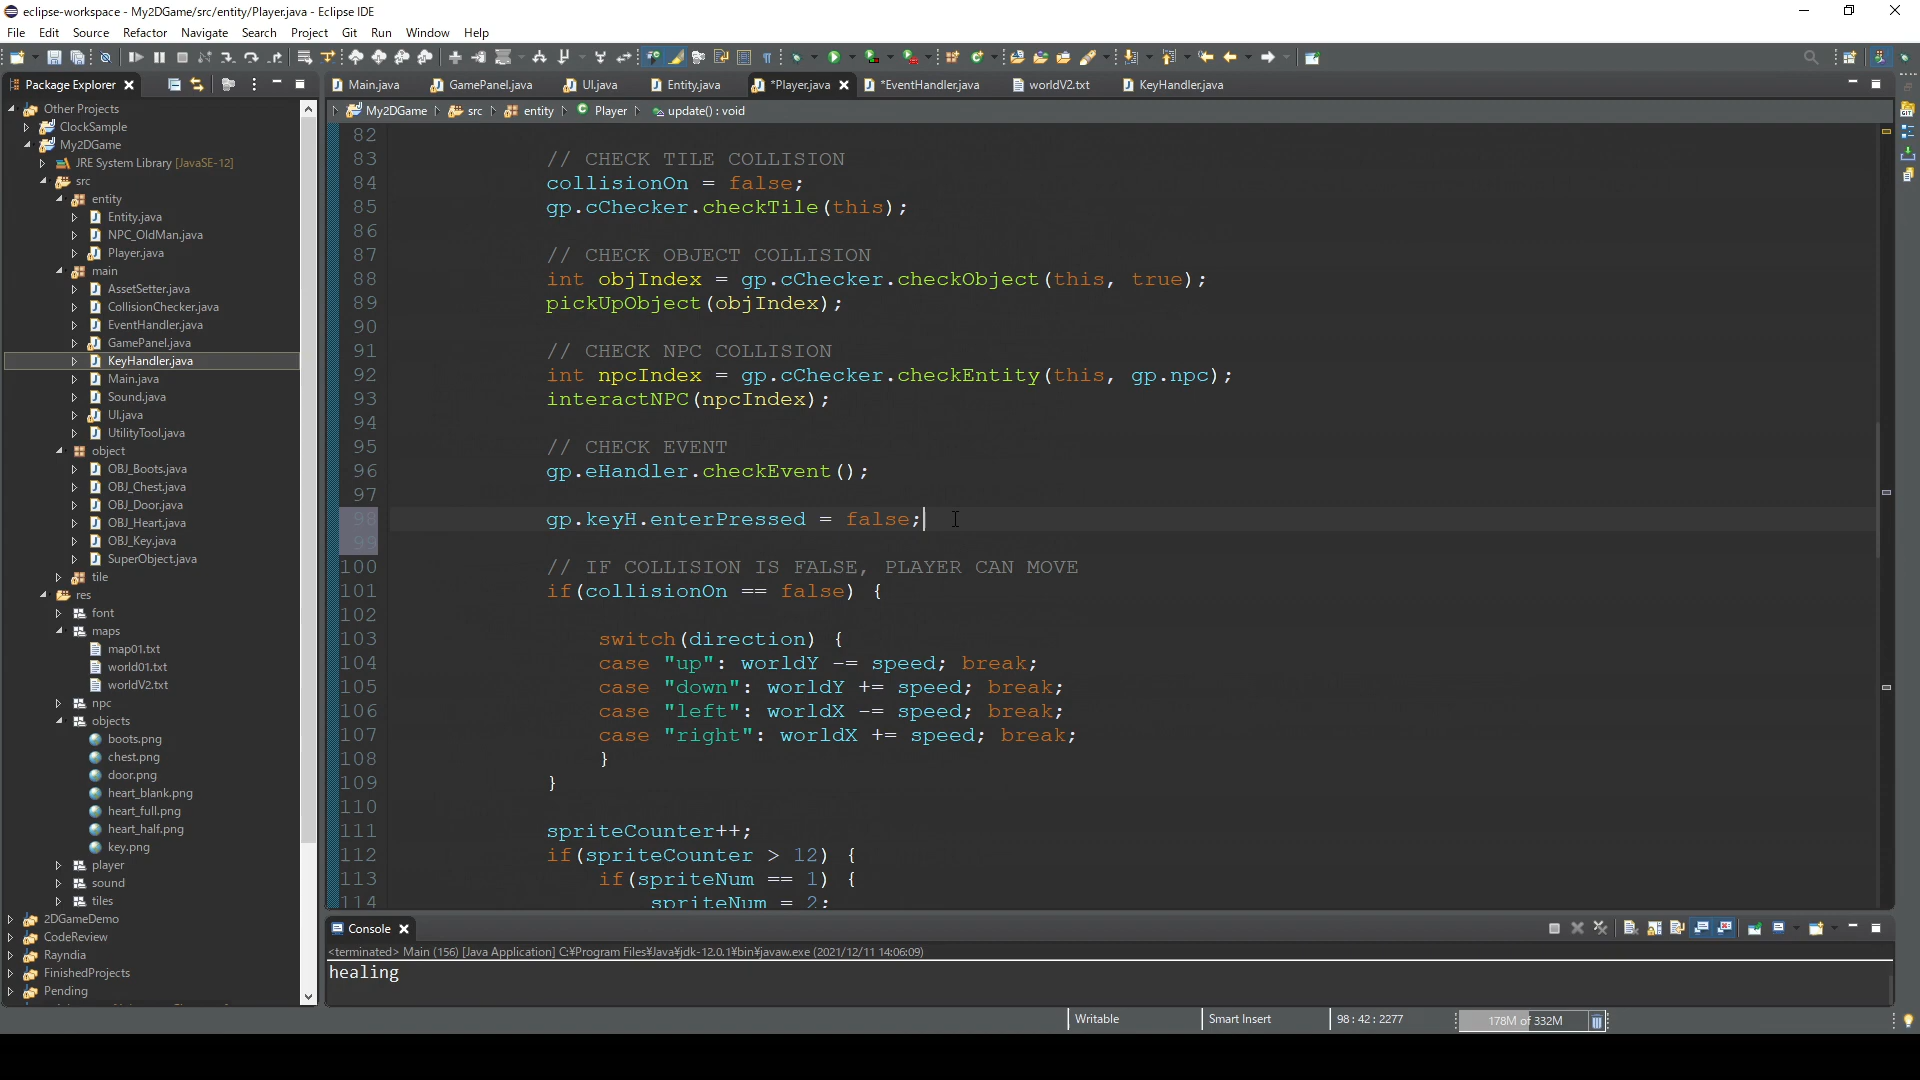 eclipse-workspace - My2DGame/src/entity/Player.java - Eclipse IDE
File Edit Source Refactor Navigate Search Project Git Run Window Help
Package Explorer
Main.java GamePanel.java UI.java Entity.java *Player.java *EventHandler.java worldV2.txt KeyHandler.java
My2DGame src entity Player update() : void
Other Projects
ClockSample
My2DGame
JRE System Library [JavaSE-12]
src
entity
Entity.java
NPC_OldMan.java
Player.java
main
AssetSetter.java
CollisionChecker.java
EventHandler.java
GamePanel.java
KeyHandler.java
Main.java
Sound.java
UI.java
UtilityTool.java
object
OBJ_Boots.java
OBJ_Chest.java
OBJ_Door.java
OBJ_Heart.java
OBJ_Key.java
SuperObject.java
tile
res
font
maps
map01.txt
world01.txt
worldV2.txt
npc
objects
boots.png
chest.png
door.png
heart_blank.png
heart_full.png
heart_half.png
key.png
player
sound
tiles
2DGameDemo
CodeReview
Rayndia
FinishedProjects
Pending
82
83 // CHECK TILE COLLISION
84 collisionOn = false;
85 gp.cChecker.checkTile(this);
86
87 // CHECK OBJECT COLLISION
88 int objIndex = gp.cChecker.checkObject(this, true);
89 pickUpObject(objIndex);
90
91 // CHECK NPC COLLISION
92 int npcIndex = gp.cChecker.checkEntity(this, gp.npc);
93 interactNPC(npcIndex);
94
95 // CHECK EVENT
96 gp.eHandler.checkEvent();
97
98 gp.keyH.enterPressed = false;
99
100 // IF COLLISION IS FALSE, PLAYER CAN MOVE
101 if(collisionOn == false) {
102
103 switch(direction) {
104 case "up": worldY -= speed; break;
105 case "down": worldY += speed; break;
106 case "left": worldX -= speed; break;
107 case "right": worldX += speed; break;
108 }
109 }
110
111 spriteCounter++;
112 if(spriteCounter > 12) {
113 if(spriteNum == 1) {
114 spriteNum = 2;
Console
<terminated> Main (156) [Java Application] C:¥Program Files¥Java¥jdk-12.0.1¥bin¥javaw.exe (2021/12/11 14:06:09)
healing
Writable Smart Insert 98 : 42 : 2277 178M of 332M